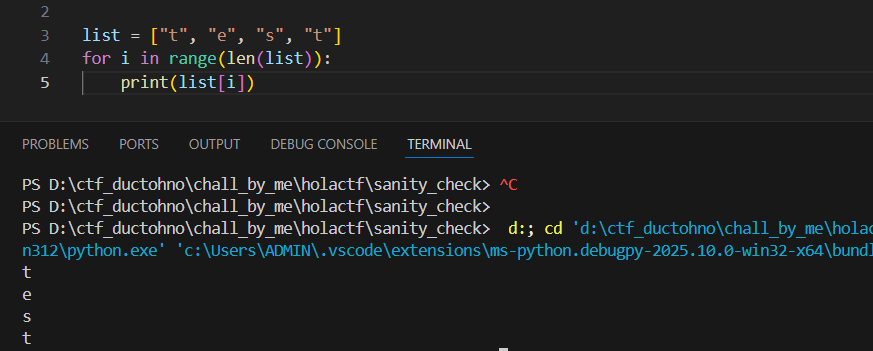 2
3 list = ["t", "e", "s", "t"]
4 for i in range(len(list)):
5 print(list[i])
PROBLEMS PORTS OUTPUT DEBUG CONSOLE TERMINAL
PS D:\ctf_ductohno\chall_by_me\holactf\sanity_check> ^C
PS D:\ctf_ductohno\chall_by_me\holactf\sanity_check>
PS D:\ctf_ductohno\chall_by_me\holactf\sanity_check> d:; cd 'd:\ctf_ductohno\chall_by_me\holac
n312\python.exe' 'c:\Users\ADMIN\.vscode\extensions\ms-python.debugpy-2025.10.0-win32-x64\bundl
t
e
s
t